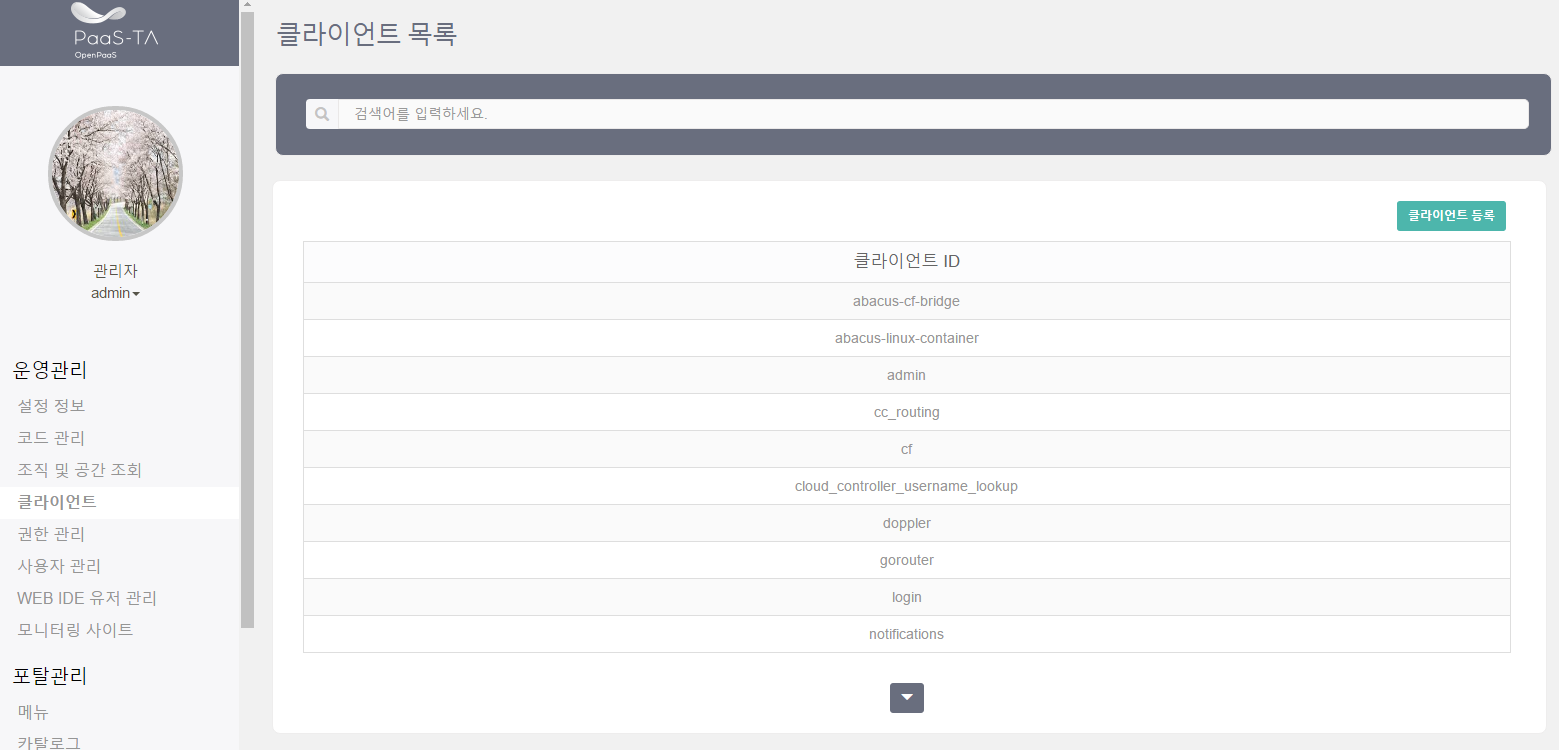 PaaS-TA
OpenPaaS
관리자
admin
운영관리
설정 정보
코드 관리
조직 및 공간 조회
클라이언트
권한 관리
사용자 관리
WEB IDE 유저 관리
모니터링 사이트
포탈관리
메뉴
카탈로그
클라이언트 목록
검색어를 입력하세요.
클라이언트 등록
클라이언트 ID
abacus-cf-bridge
abacus-linux-container
admin
cc_routing
cf
cloud_controller_username_lookup
doppler
gorouter
login
notifications